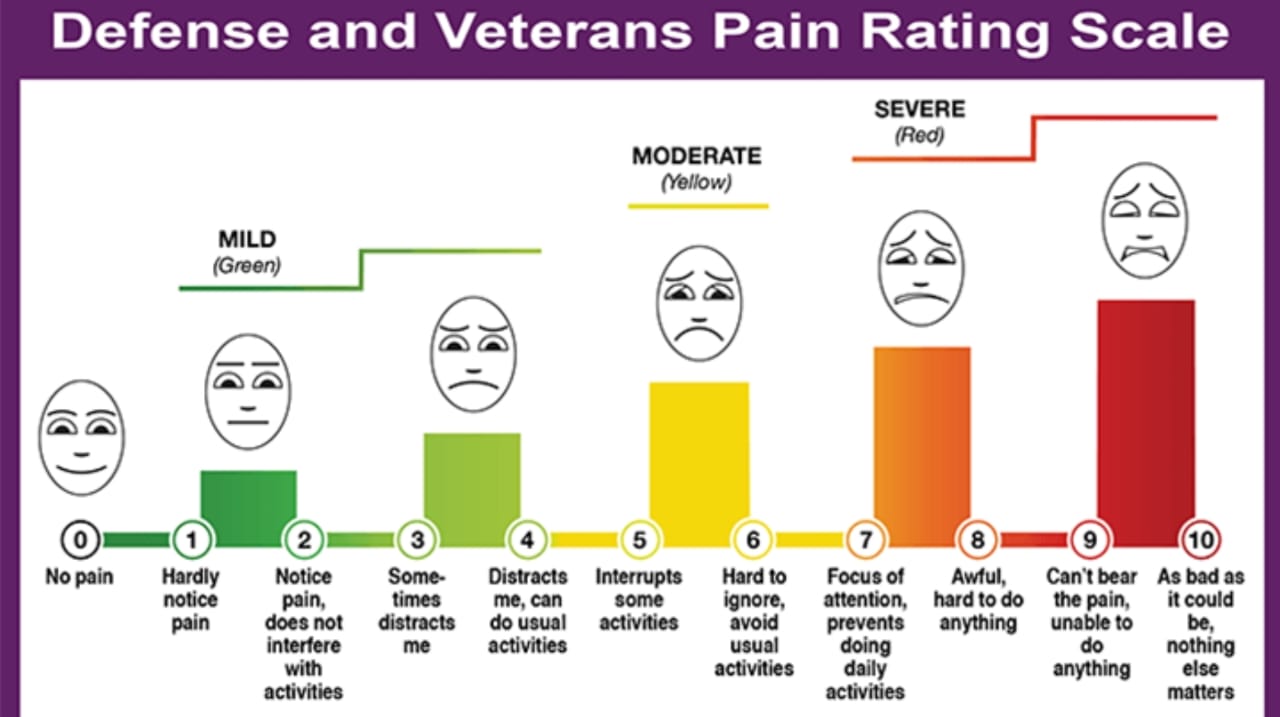 Defense and Veterans Pain Rating Scale
SEVERE
(Red)
MODERATE
(Yellow)
MILD
(Green)
0
1
2
3
4
5
6
7
8
9
10
No pain
Hardly
notice
pain
Notice
pain,
does not
interfere
with
activities
Some-
times
distracts
me
Distracts
me, can
do usual
activities
Interrupts
some
activities
Hard to
ignore,
avoid
usual
activities
Focus of
attention,
prevents
doing
daily
activities
Awful,
hard to do
anything
Can't bear
the pain,
unable to
do
anything
As bad as
it could
be,
nothing
else
matters